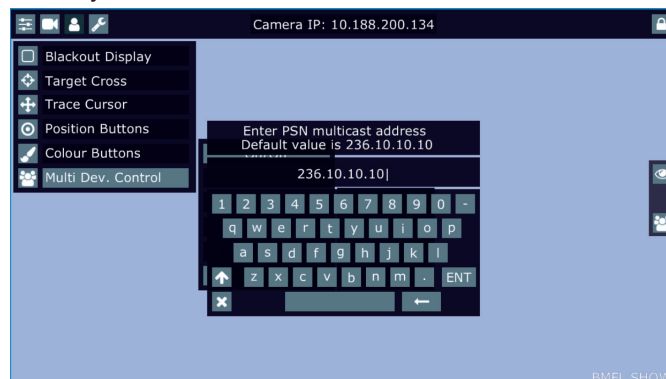 Camera IP: 10.188.200.134
Blackout Display
Target Cross
Trace Cursor
Position Buttons
Colour Buttons
Multi Dev. Control
Enter PSN multicast address
Default value is 236.10.10.10
236.10.10.10|
1 2 3 4 5 6 7 8 9 0 -
q w e r t y u i o p
a s d f g h j k l
z x c v b n m . ENT
BMFL SHOW